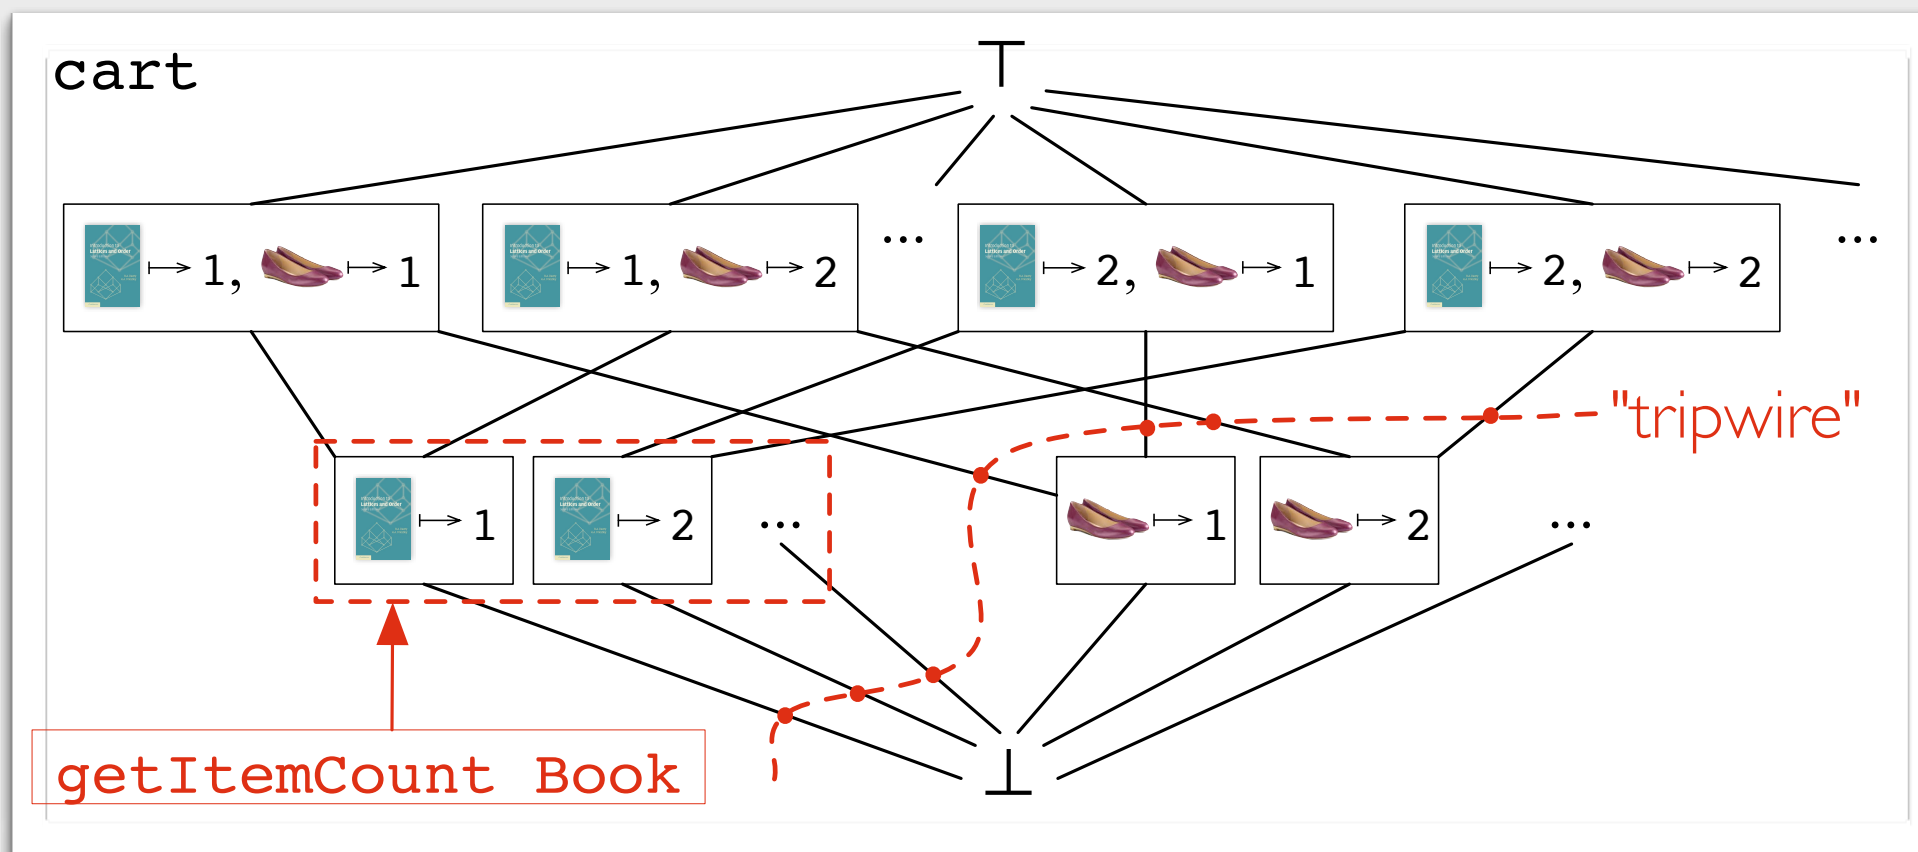 cart
⊤
↦ 1, ↦ 1
↦ 1, ↦ 2
...
↦ 2, ↦ 1
↦ 2, ↦ 2
...
"tripwire"
↦ 1
↦ 2
...
↦ 1
↦ 2
...
getItemCount Book
⊥